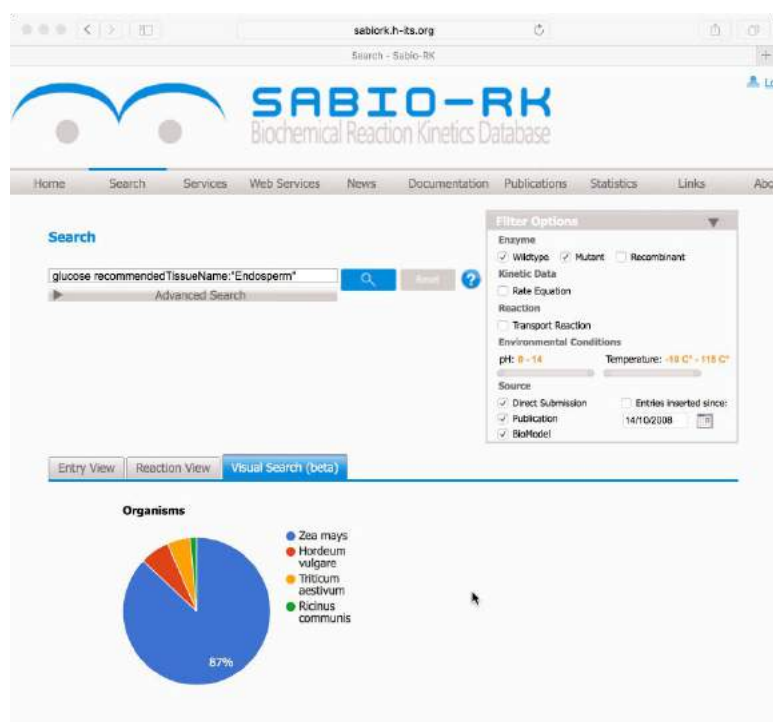 sabiork.h-its.org
Search - Sabio-RK
SABIO-RK
Biochemical Reaction Kinetics Database
Home Search Services Web Services News Documentation Publications Statistics Links
Search
glucose recommendedTissueName:"Endosperm"
Advanced Search
Reset ?
Filter Options
Enzyme
Wildtype Mutant Recombinant
Kinetic Data
Rate Equation
Reaction
Transport Reaction
Environmental Conditions
pH: 0 - 14 Temperature: -10 C° - 115 C°
Source
Direct Submission Entries inserted since:
Publication 14/10/2008
BioModel
Entry View Reaction View Visual Search (beta)
Organisms
Zea mays
Hordeum
vulgare
Triticum
aestivum
Ricinus
communis
87%